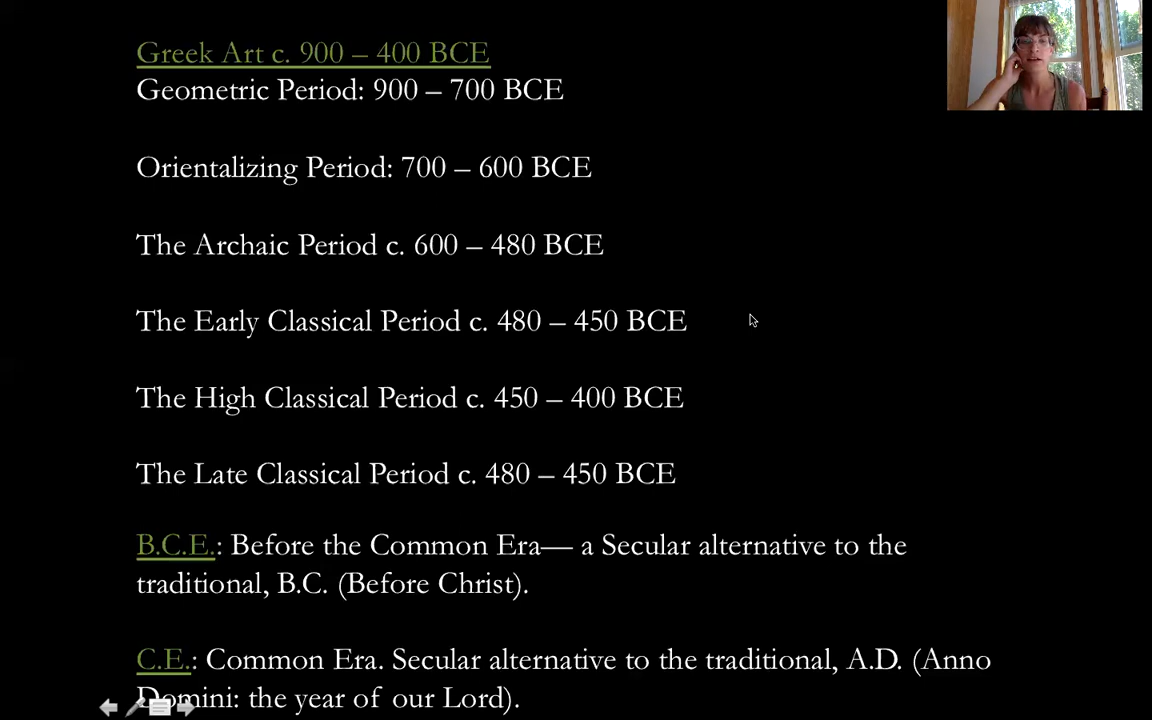 Greek Art c. 900 – 400 BCE
Geometric Period: 900 – 700 BCE
Orientalizing Period: 700 – 600 BCE
The Archaic Period c. 600 – 480 BCE
The Early Classical Period c. 480 – 450 BCE
The High Classical Period c. 450 – 400 BCE
The Late Classical Period c. 480 – 450 BCE
B.C.E.: Before the Common Era— a Secular alternative to the
traditional, B.C. (Before Christ).
C.E.: Common Era. Secular alternative to the traditional, A.D. (Anno
Domini: the year of our Lord).